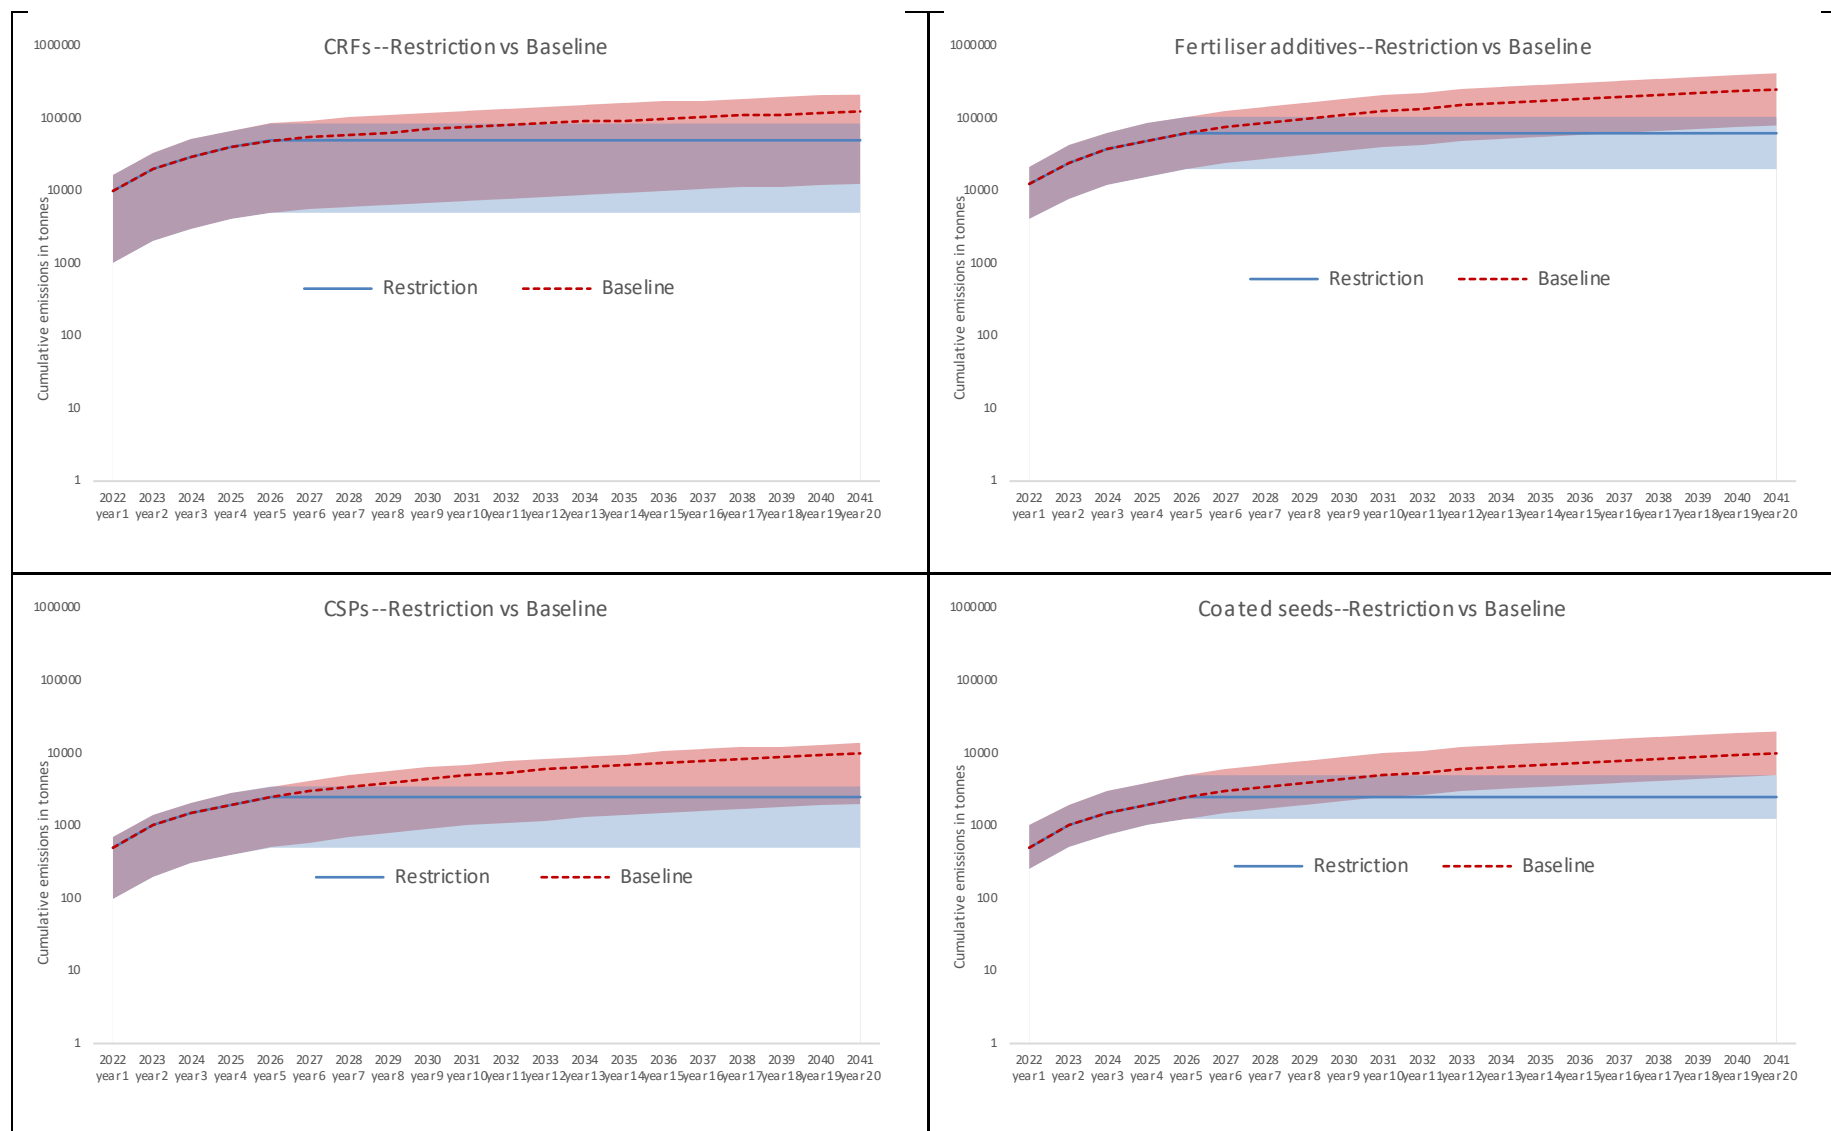 CRFs--Restriction vs Baseline
1000000
100000
10000
1000
100
10
1
Cumulative emissions in tonnes
Restriction
Baseline
2022 2023 2024 2025 2026 2027 2028 2029 2030 2031 2032 2033 2034 2035 2036 2037 2038 2039 2040 2041
year1 year2 year3 year4 year5 year6 year7 year8 year9 year10 year11 year12 year13 year14 year15 year16 year17 year18 year19 year20
Fertiliser additives--Restriction vs Baseline
1000000
100000
10000
1000
100
10
1
Cumulative emissions in tonnes
Restriction
Baseline
2022 2023 2024 2025 2026 2027 2028 2029 2030 2031 2032 2033 2034 2035 2036 2037 2038 2039 2040 2041
year1 year2 year3 year4 year5 year6 year7 year8 year9 year10 year11 year12 year13 year14 year15 year16 year17 year18 year19 year20
CSPs--Restriction vs Baseline
1000000
100000
10000
1000
100
10
1
Cumulative emissions in tonnes
Restriction
Baseline
2022 2023 2024 2025 2026 2027 2028 2029 2030 2031 2032 2033 2034 2035 2036 2037 2038 2039 2040 2041
year1 year2 year3 year4 year5 year6 year7 year8 year9 year10 year11 year12 year13 year14 year15 year16 year17 year18 year19 year20
Coated seeds--Restriction vs Baseline
1000000
100000
10000
1000
100
10
1
Cumulative emissions in tonnes
Restriction
Baseline
2022 2023 2024 2025 2026 2027 2028 2029 2030 2031 2032 2033 2034 2035 2036 2037 2038 2039 2040 2041
year1 year2 year3 year4 year5 year6 year7 year8 year9 year10 year11 year12 year13 year14 year15 year16 year17 year18 year19 year20